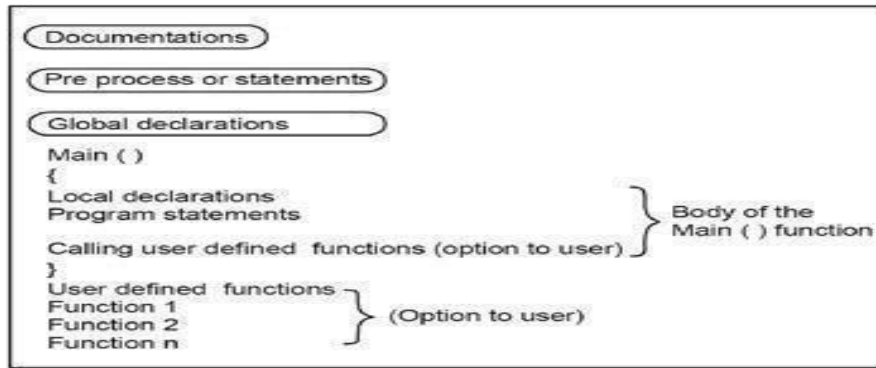 Documentations
Pre process or statements
Global declarations
Main ( )
{
Local declarations
Program statements
Calling user defined functions (option to user)
}
Body of the
Main ( ) function
User defined functions
Function 1
Function 2
Function n
(Option to user)